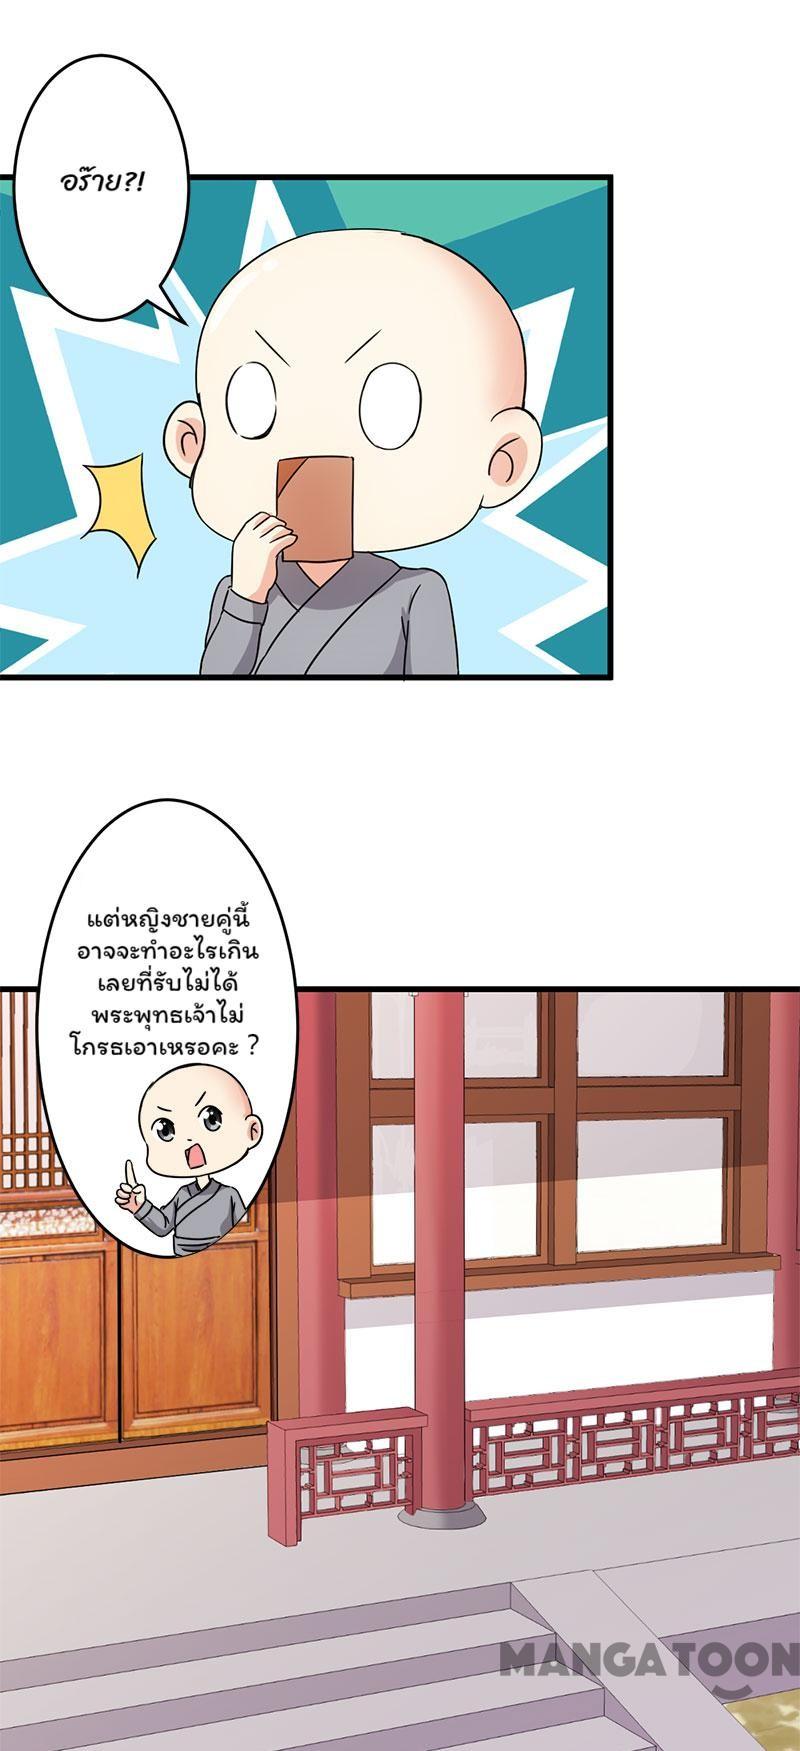 อร๊าย?!
แต่หญิงชายคู่นี้
อาจจะทำอะไรเกิน
เลยที่รับไม่ได้
พระพุทธเจ้าไม่
โกรธเอาเหรอคะ ?
MANGATOON